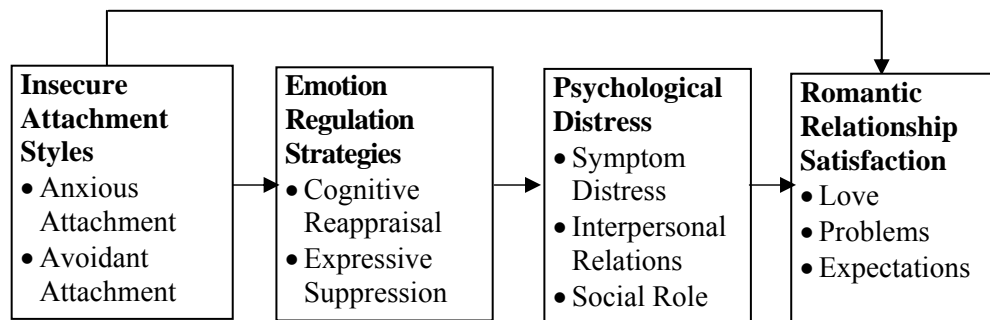 Insecure
Attachment
Styles
• Anxious
Attachment
• Avoidant
Attachment
Emotion
Regulation
Strategies
• Cognitive
Reappraisal
• Expressive
Suppression
Psychological
Distress
• Symptom
Distress
• Interpersonal
Relations
• Social Role
Romantic
Relationship
Satisfaction
• Love
• Problems
• Expectations